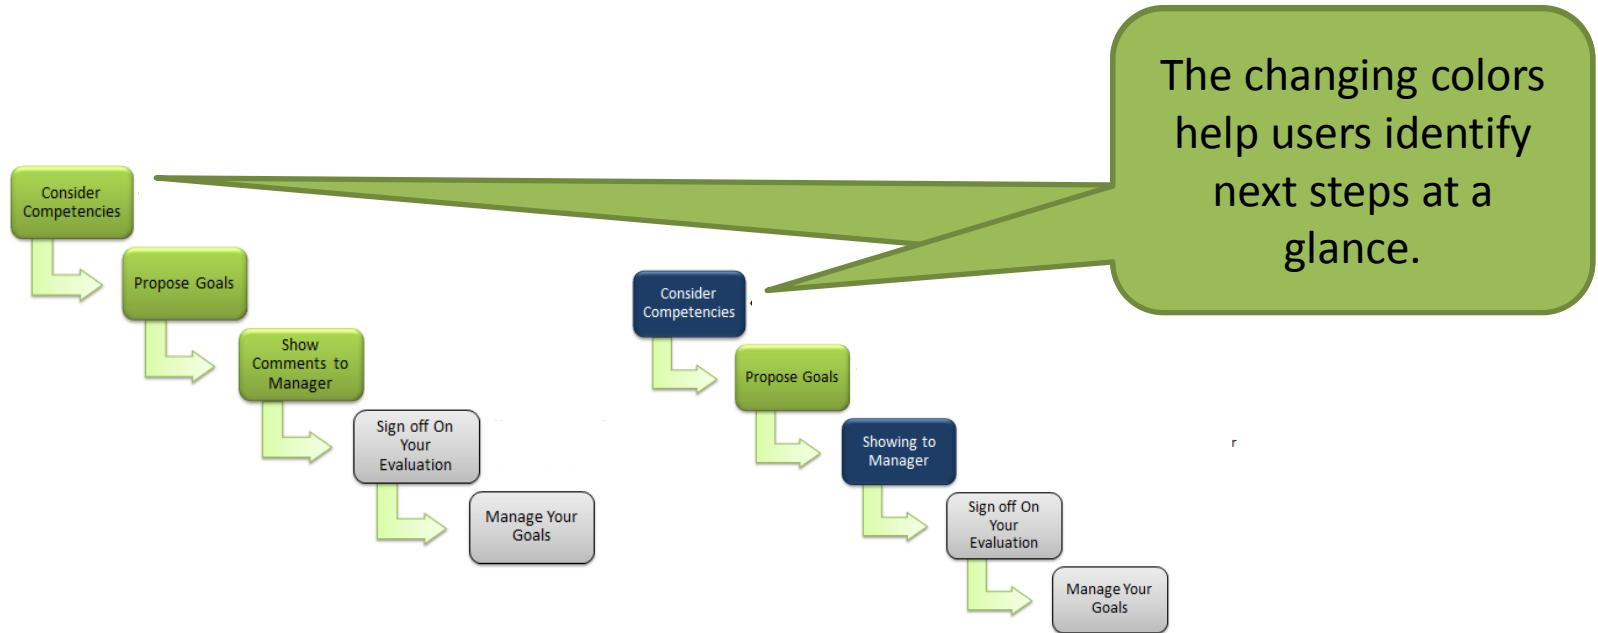 The changing colors
help users identify
next steps at a
glance.
Consider
Competencies
Propose Goals
Show
Comments to
Manager
Sign off On
Your
Evaluation
Manage Your
Goals
Consider
Competencies
Propose Goals
Showing to
Manager
r
Sign off On
Your
Evaluation
Manage Your
Goals